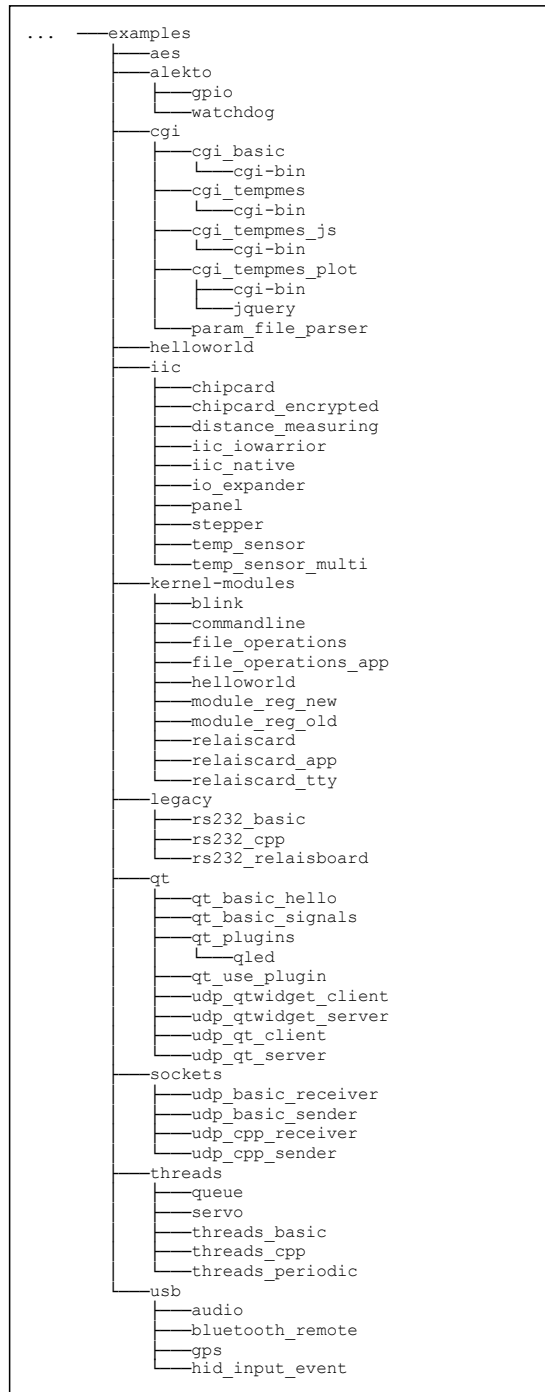 ... ───examples
├───aes
├───alekto
│   ├───gpio
│   └───watchdog
├───cgi
│   ├───cgi_basic
│   │   └───cgi-bin
│   ├───cgi_tempmes
│   │   └───cgi-bin
│   ├───cgi_tempmes_js
│   │   └───cgi-bin
│   ├───cgi_tempmes_plot
│   │   ├───cgi-bin
│   │   └───jquery
│   └───param_file_parser
├───helloworld
├───iic
│   ├───chipcard
│   ├───chipcard_encrypted
│   ├───distance_measuring
│   ├───iic_iowarrior
│   ├───iic_native
│   ├───io_expander
│   ├───panel
│   ├───stepper
│   ├───temp_sensor
│   └───temp_sensor_multi
├───kernel-modules
│   ├───blink
│   ├───commandline
│   ├───file_operations
│   ├───file_operations_app
│   ├───helloworld
│   ├───module_reg_new
│   ├───module_reg_old
│   ├───relaiscard
│   ├───relaiscard_app
│   └───relaiscard_tty
├───legacy
│   ├───rs232_basic
│   ├───rs232_cpp
│   └───rs232_relaisboard
├───qt
│   ├───qt_basic_hello
│   ├───qt_basic_signals
│   ├───qt_plugins
│   │   └───qled
│   ├───qt_use_plugin
│   ├───udp_qtwidget_client
│   ├───udp_qtwidget_server
│   ├───udp_qt_client
│   └───udp_qt_server
├───sockets
│   ├───udp_basic_receiver
│   ├───udp_basic_sender
│   ├───udp_cpp_receiver
│   └───udp_cpp_sender
├───threads
│   ├───queue
│   ├───servo
│   ├───threads_basic
│   ├───threads_cpp
│   └───threads_periodic
└───usb
    ├───audio
    ├───bluetooth_remote
    ├───gps
    └───hid_input_event